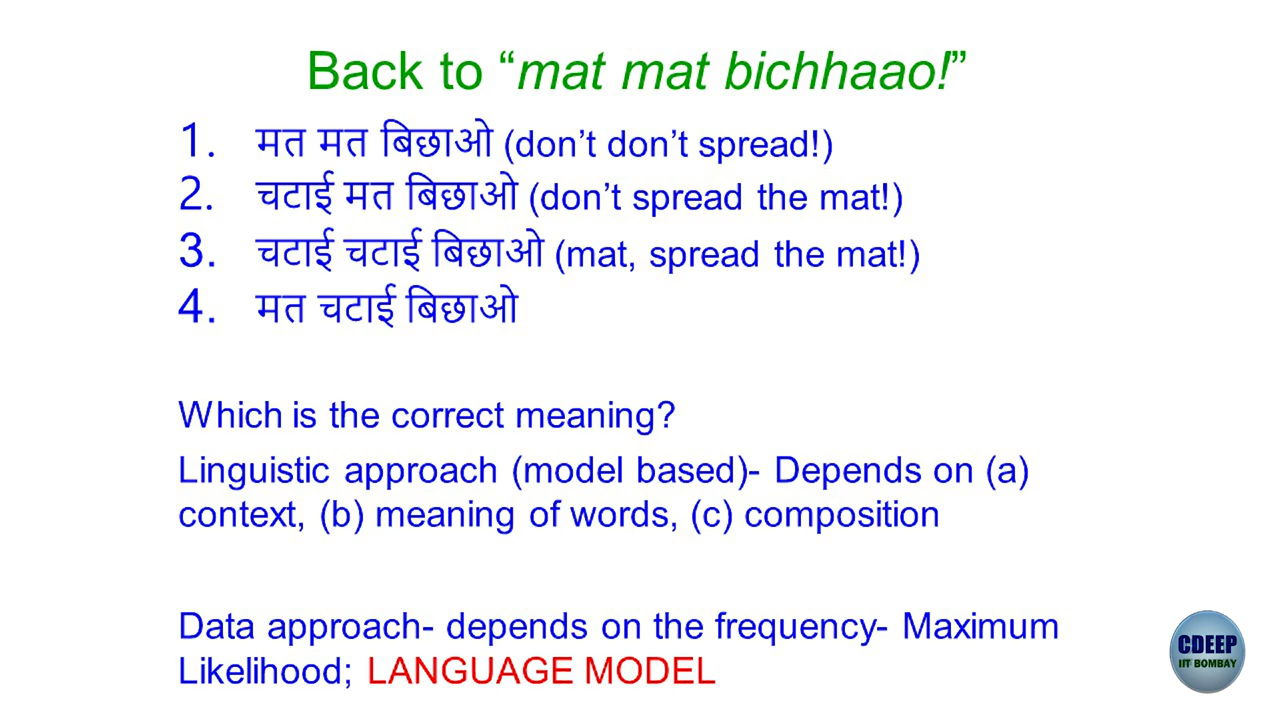 Back to “mat mat bichhaao!”
1. मत मत बिछाओ (don’t don’t spread!)
2. चटाई मत बिछाओ (don’t spread the mat!)
3. चटाई चटाई बिछाओ (mat, spread the mat!)
4. मत चटाई बिछाओ
Which is the correct meaning?
Linguistic approach (model based)- Depends on (a)
context, (b) meaning of words, (c) composition
Data approach- depends on the frequency- Maximum
Likelihood; LANGUAGE MODEL
CDEEP
IIT BOMBAY